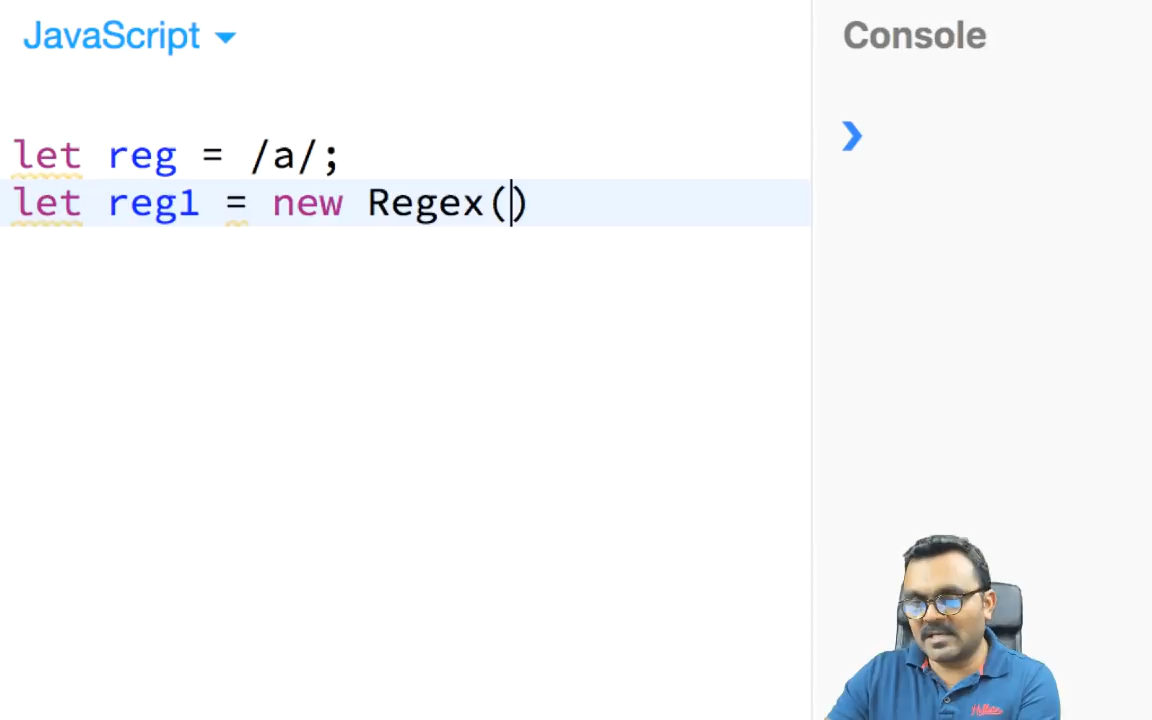 JavaScript
Console
let reg = /a/;
let reg1 = new Regex()